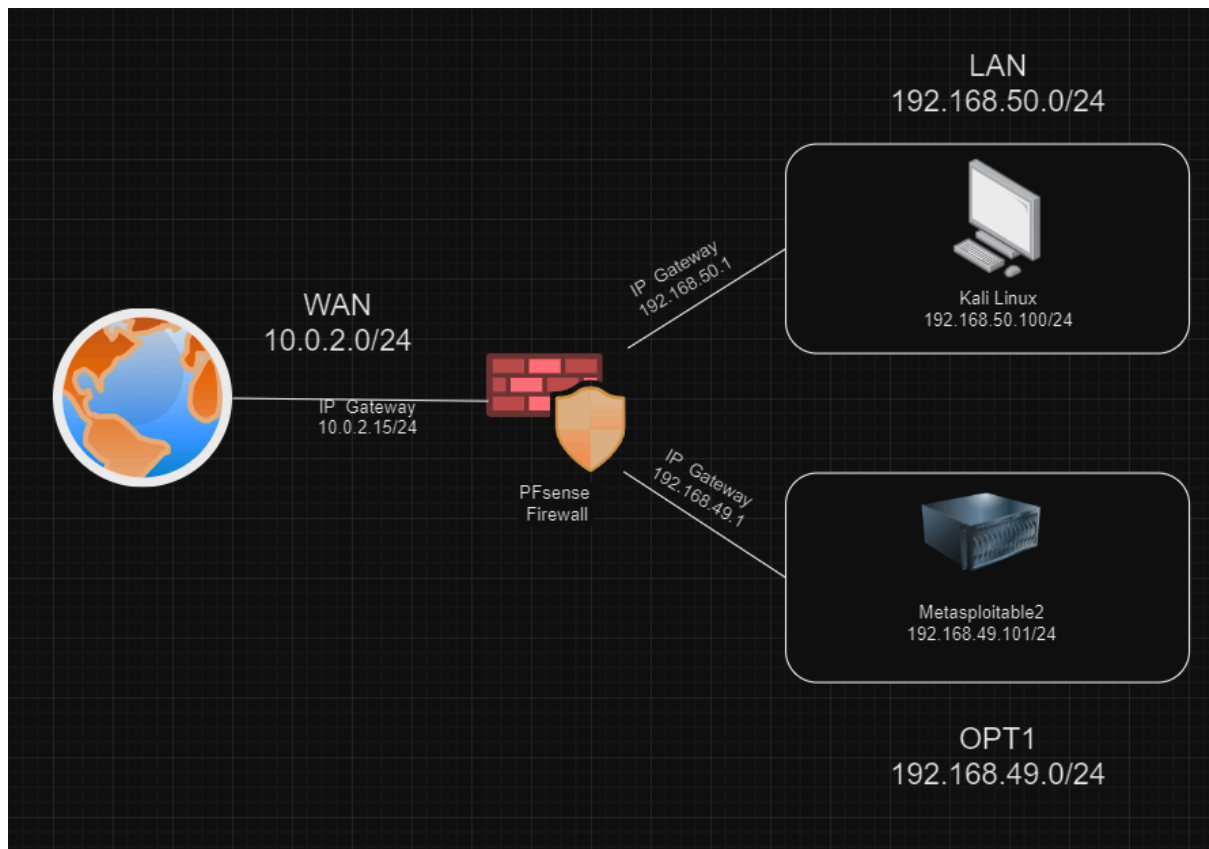 LAN
192.168.50.0/24
IP Gateway
192.168.50.1
Kali Linux
192.168.50.100/24
WAN
10.0.2.0/24
IP Gateway
10.0.2.15/24
PFsense
Firewall
IP Gateway
192.168.49.1
Metasploitable2
192.168.49.101/24
OPT1
192.168.49.0/24